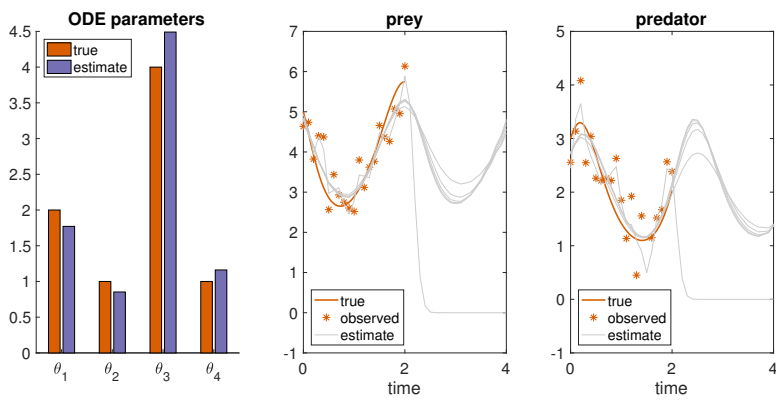 ODE parameters
4.5
4
3.5
3
2.5
2
1.5
1
0.5
0
true
estimate
θ1
θ2
θ3
θ4
prey
7
6
5
4
3
2
1
0
-1
true
observed
estimate
0
2
4
time
predator
5
4
3
2
1
0
-1
true
observed
estimate
0
2
4
time